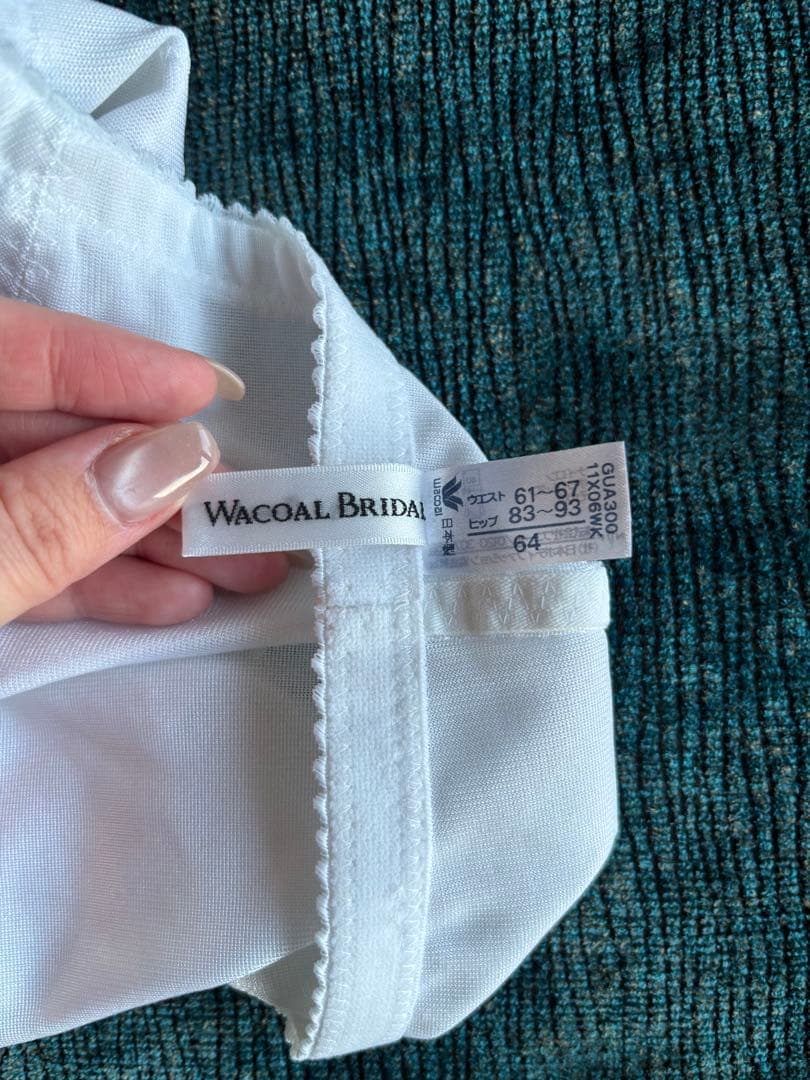 WACOAL BRIDAL
wacoal
日本製
ウエスト 61~67
ヒップ 83~93
64
GUA300
11X06WK